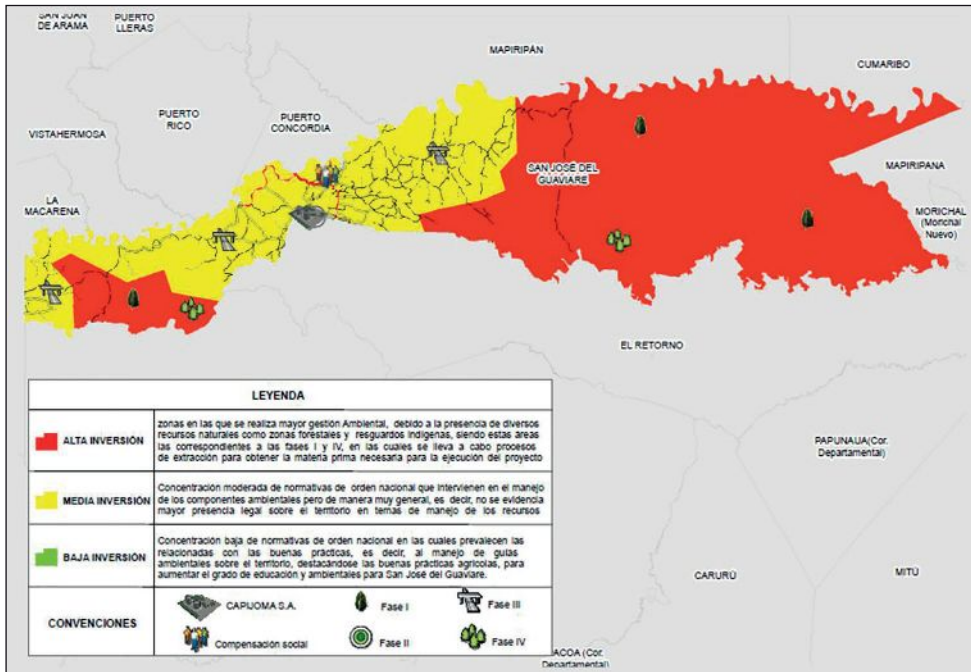 SAN JUAN
DE ARAMA
PUERTO
LLERAS
MAPIRIPÁN
CUMARIBO
PUERTO
RICO
PUERTO
CONCORDIA
VISTAHERMOSA
SAN JOSÉ DEL
GUAVIARE
MAPIRIPANA
LA
MACARENA
MORICHAL
(Morichal
Nuevo)
EL RETORNO
PAPUNAUA(Cor.
Departamental)
CARURÚ
MITÚ
ACOA (Cor.
Departamental)
LEYENDA
ALTA INVERSIÓN
zonas en las que se realiza mayor gestión Ambiental, debido a la presencia de diversos
recursos naturales como zonas forestales y resguardos indígenas, siendo estas áreas
las correspondientes a las fases I y IV, en las cuales se lleva a cabo procesos
de extracción para obtener la materia prima necesaria para la ejecución del proyecto
MEDIA INVERSIÓN
Concentración moderada de normativas de orden nacional que intervienen en el manejo
de los componentes ambientales pero de manera muy general, es decir, no se evidencia
mayor presencia legal sobre el territorio en temas de manejo de los recursos
BAJA INVERSIÓN
Concentración baja de normativas de orden nacional en las cuales prevalecen las
relacionadas con las buenas prácticas, es decir, al manejo de guías
ambientales sobre el territorio, destacándose las buenas prácticas agrícolas, para
aumentar el grado de educación y ambientales para San José del Guaviare.
CONVENCIONES
CAPIJOMA S.A.
Fase I
Fase III
Compensación social
Fase II
Fase IV